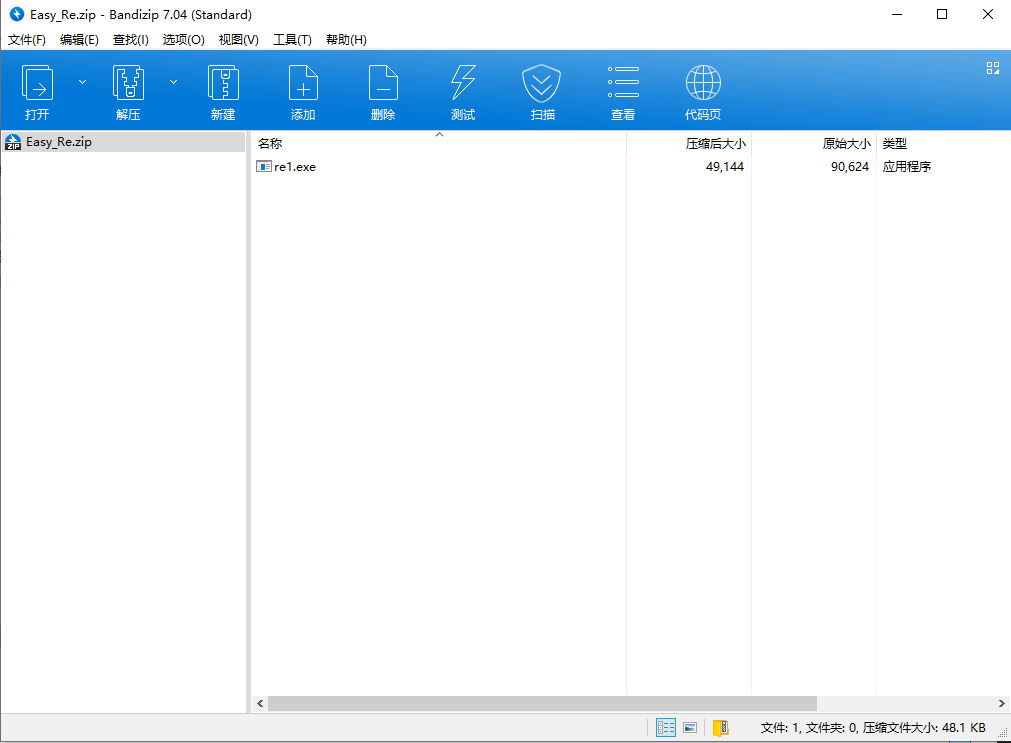 Easy_Re.zip - Bandizip 7.04 (Standard)
文件(F) 编辑(E) 查找(I) 选项(O) 视图(V) 工具(T) 帮助(H)
打开 解压 新建 添加 删除 测试 扫描 查看 代码页
ZIP Easy_Re.zip
名称 压缩后大小 原始大小 类型
re1.exe 49,144 90,624 应用程序
文件: 1, 文件夹: 0, 压缩文件大小: 48.1 KB